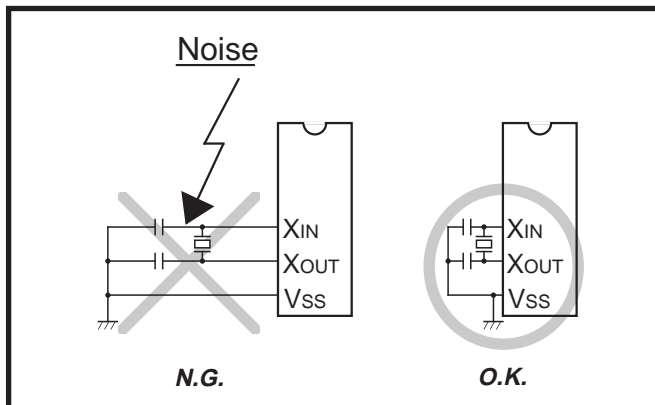 Noise
XIN
XOUT
VSS
XIN
XOUT
VSS
N.G.
O.K.